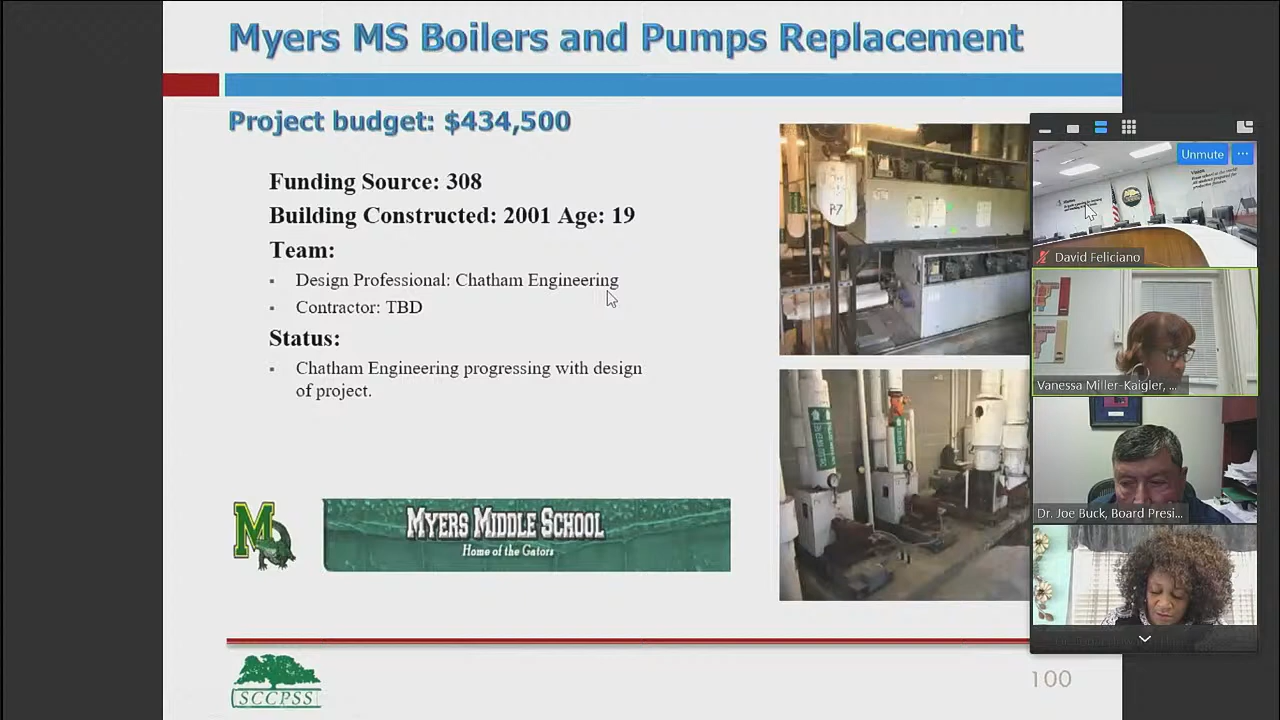 Myers MS Boilers and Pumps Replacement
Project budget: $434,500
Funding Source: 308
Building Constructed: 2001 Age: 19
Team:
▪ Design Professional: Chatham Engineering
▪ Contractor: TBD
Status:
▪ Chatham Engineering progressing with design
of project.
M
MYERS MIDDLE SCHOOL
Home of the Gators
SCCPSS
100
Unmute
...
David Feliciano
Vanessa Miller-Kaigler, ...
Dr. Joe Buck, Board Presi...